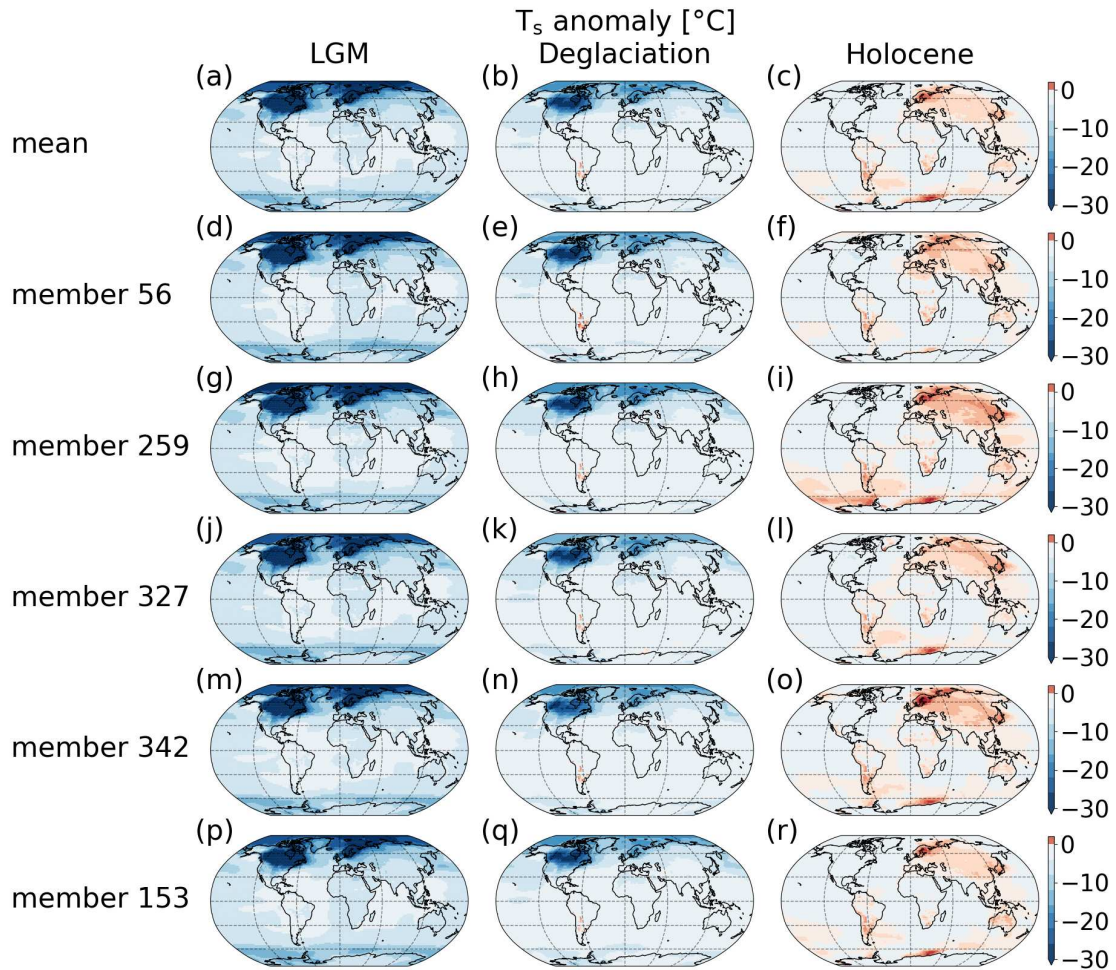 Tₛ anomaly [°C]
LGM Deglaciation Holocene
(a) (b) (c)
mean
0
−10
−20
−30
(d) (e) (f)
member 56
0
−10
−20
−30
(g) (h) (i)
member 259
0
−10
−20
−30
(j) (k) (l)
member 327
0
−10
−20
−30
(m) (n) (o)
member 342
0
−10
−20
−30
(p) (q) (r)
member 153
0
−10
−20
−30